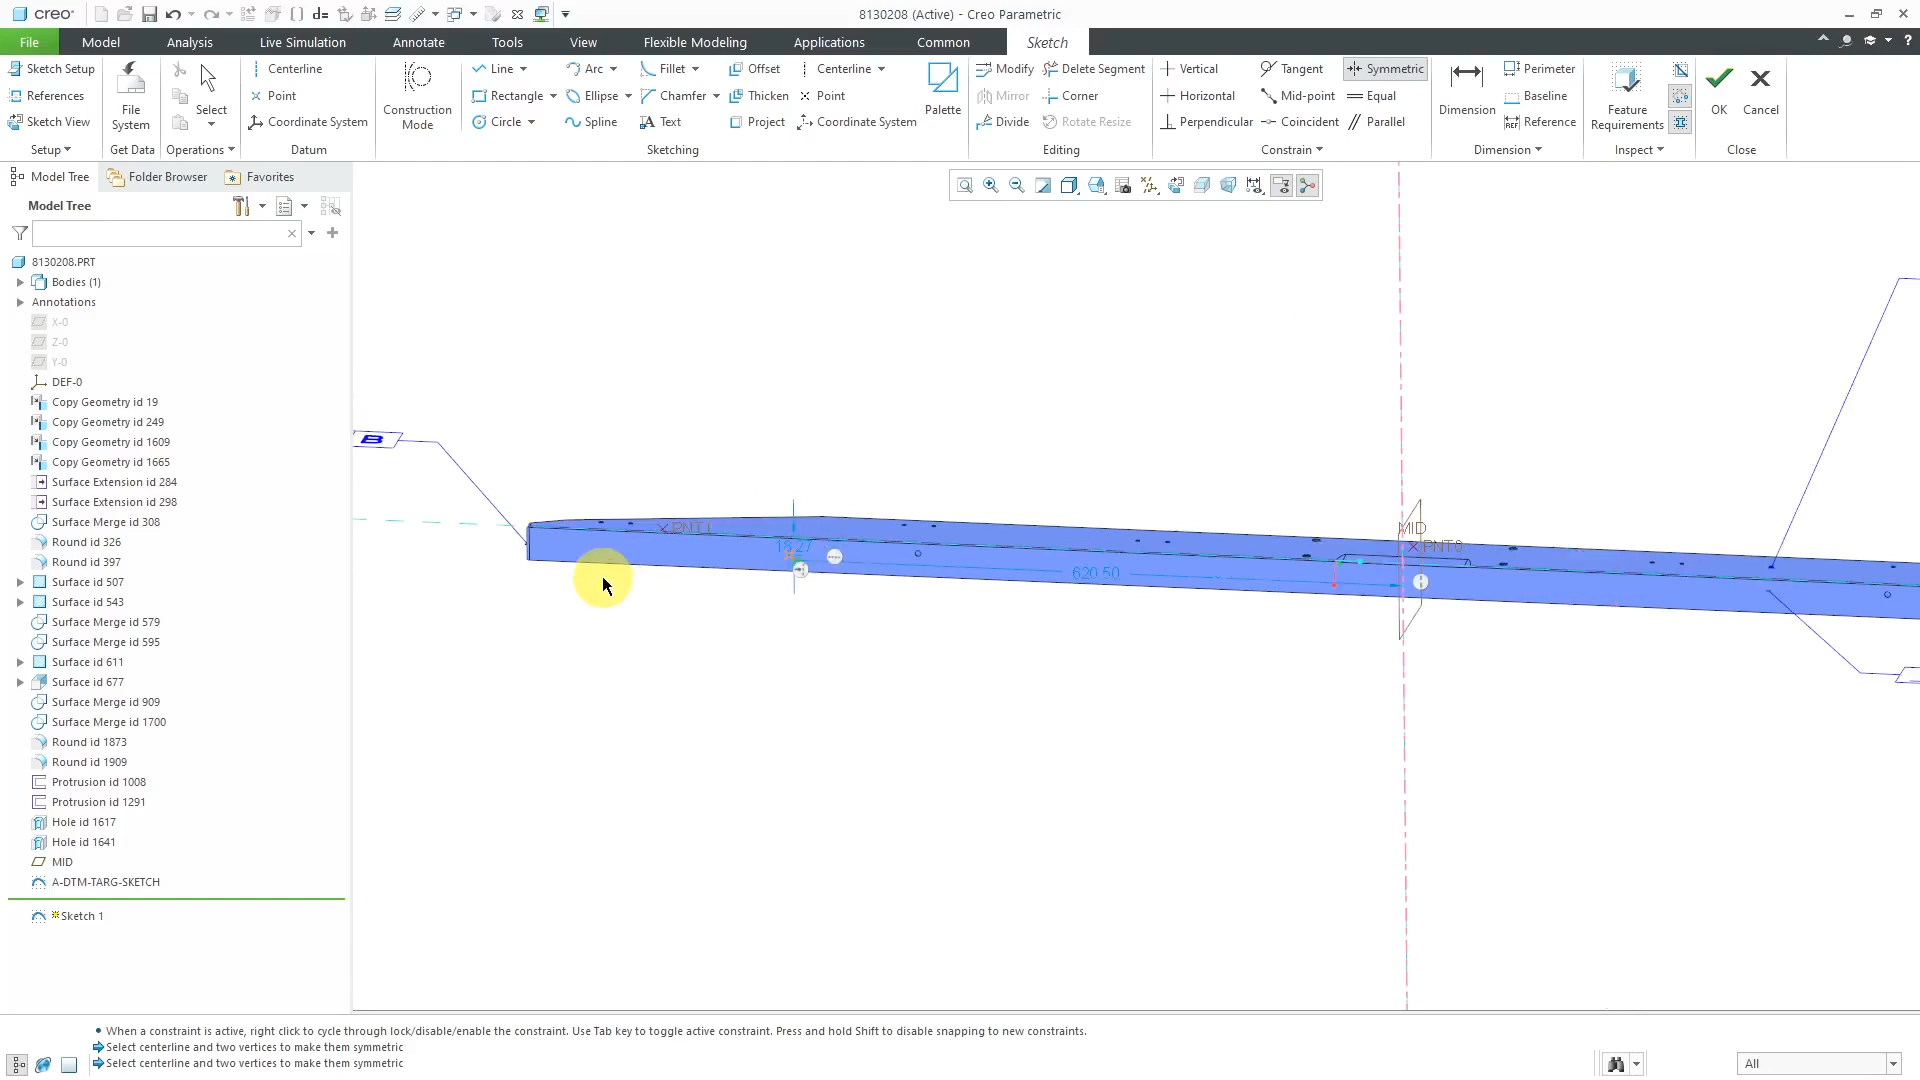 creo
8130208 (Active) - Creo Parametric
File Model Analysis Live Simulation Annotate Tools View Flexible Modeling Applications Common Sketch
Sketch Setup
References
Sketch View
Setup
File System
Get Data
Select
Operations
Centerline
Point
Coordinate System
Datum
Construction Mode
Line Arc Fillet Offset Centerline
Rectangle Ellipse Chamfer Thicken Point
Circle Spline Text Project Coordinate System
Palette
Sketching
Modify Delete Segment
Mirror Corner
Divide Rotate Resize
Editing
Vertical Tangent Symmetric
Horizontal Mid-point Equal
Perpendicular Coincident Parallel
Constrain
Dimension
Perimeter
Baseline
Reference
Dimension
Feature Requirements
Inspect
OK Cancel
Close
Model Tree Folder Browser Favorites
Model Tree
8130208.PRT
Bodies (1)
Annotations
X-0
Z-0
Y-0
DEF-0
Copy Geometry id 19
Copy Geometry id 249
Copy Geometry id 1609
Copy Geometry id 1665
Surface Extension id 284
Surface Extension id 298
Surface Merge id 308
Round id 326
Round id 397
Surface id 507
Surface id 543
Surface Merge id 579
Surface Merge id 595
Surface id 611
Surface id 677
Surface Merge id 909
Surface Merge id 1700
Round id 1873
Round id 1909
Protrusion id 1008
Protrusion id 1291
Hole id 1617
Hole id 1641
MID
A-DTM-TARG-SKETCH
Sketch 1
B
PNT1
18.27
620.50
MID
PNT0
• When a constraint is active, right click to cycle through lock/disable/enable the constraint. Use Tab key to toggle active constraint. Press and hold Shift to disable snapping to new constraints.
Select centerline and two vertices to make them symmetric
Select centerline and two vertices to make them symmetric
All